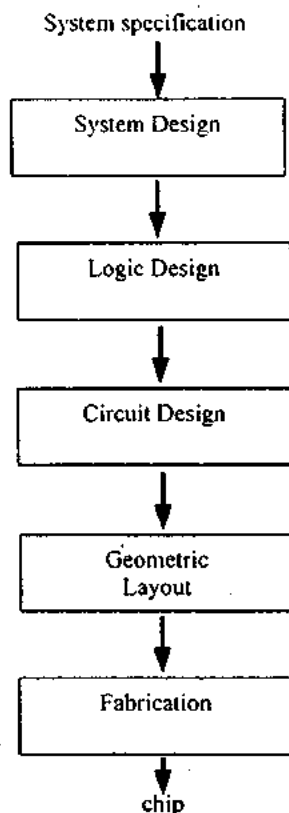 System specification
System Design
Logic Design
Circuit Design
Geometric
Layout
Fabrication
chip